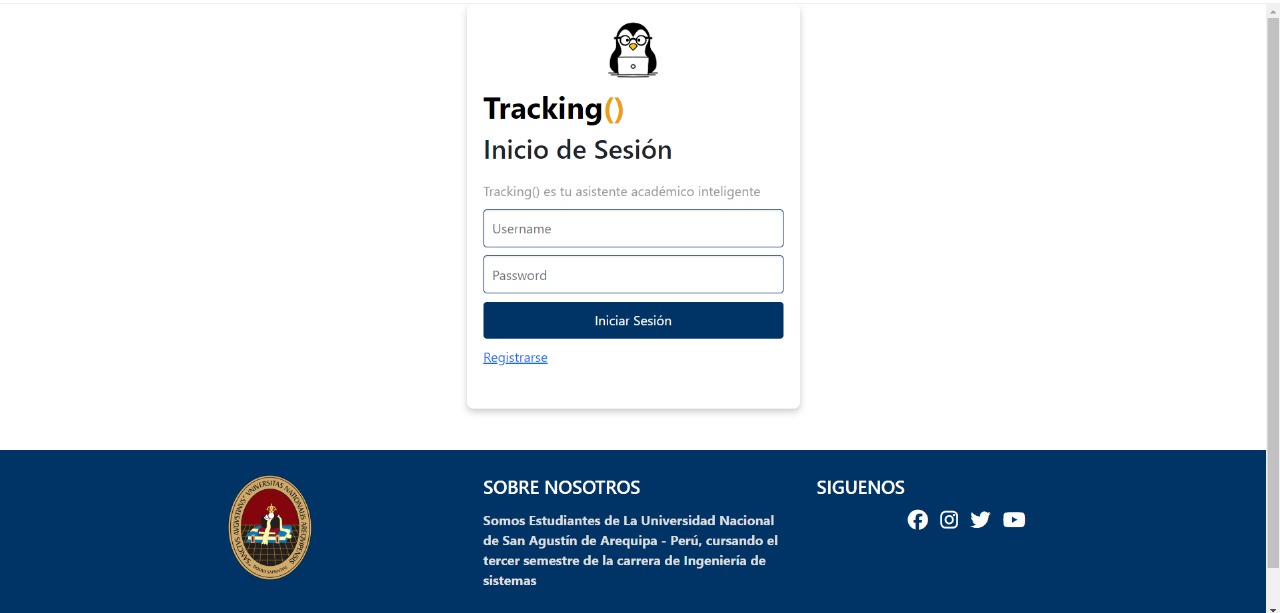 Tracking()
Inicio de Sesión
Tracking() es tu asistente académico inteligente
Username
Password
Iniciar Sesión
Registrarse
SOBRE NOSOTROS
Somos Estudiantes de La Universidad Nacional
de San Agustín de Arequipa - Perú, cursando el
tercer semestre de la carrera de Ingeniería de
sistemas
SIGUENOS